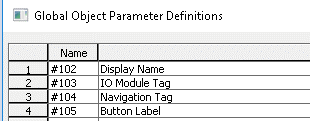 Global Object Parameter Definitions
Name
1 #102 Display Name
2 #103 IO Module Tag
3 #104 Navigation Tag
4 #105 Button Label